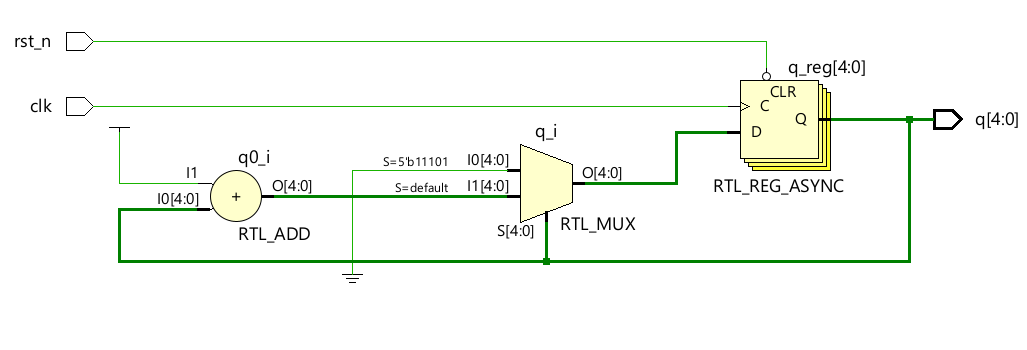 rst_n
q_reg[4:0]
CLR
clk
C
Q
q[4:0]
D
q_i
q0_i
S=5'b11101
I0[4:0]
I1
O[4:0]
O[4:0]
S=default
I1[4:0]
RTL_REG_ASYNC
I0[4:0]
+
S[4:0]
RTL_MUX
RTL_ADD